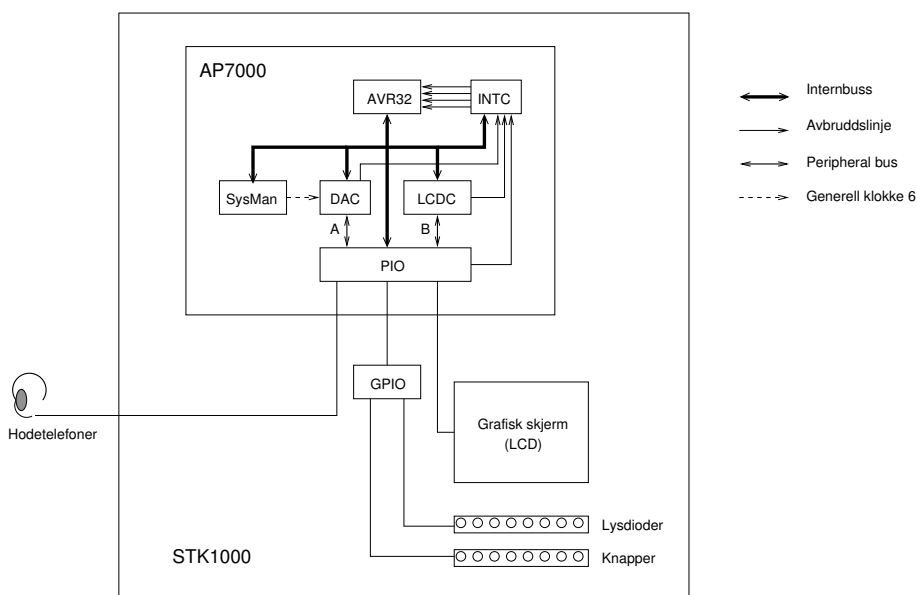 AP7000
AVR32
INTC
SysMan
DAC
LCDC
A
B
PIO
GPIO
Grafisk skjerm
(LCD)
Hodetelefoner
Lysdioder
Knapper
STK1000
Internbuss
Avbruddslinje
Peripheral bus
Generell klokke 6